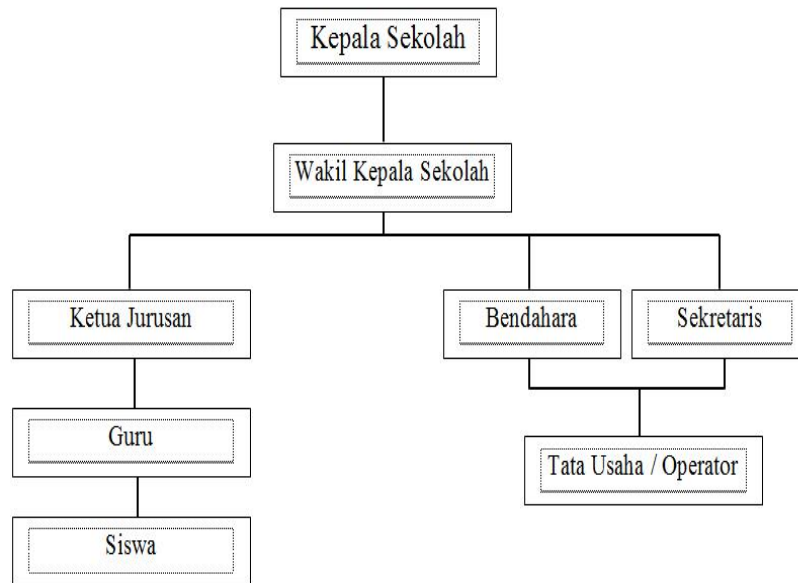 Kepala Sekolah
Wakil Kepala Sekolah
Ketua Jurusan
Bendahara
Sekretaris
Guru
Tata Usaha / Operator
Siswa